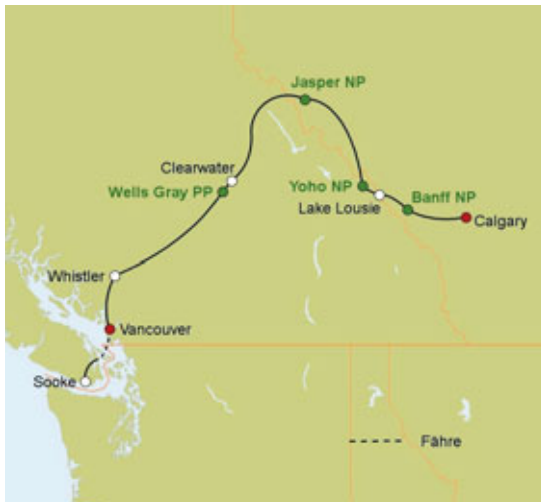 Jasper NP
Clearwater
Wells Gray PP
Yoho NP
Banff NP
Lake Lousie
Calgary
Whistler
Vancouver
Sooke
Fähre